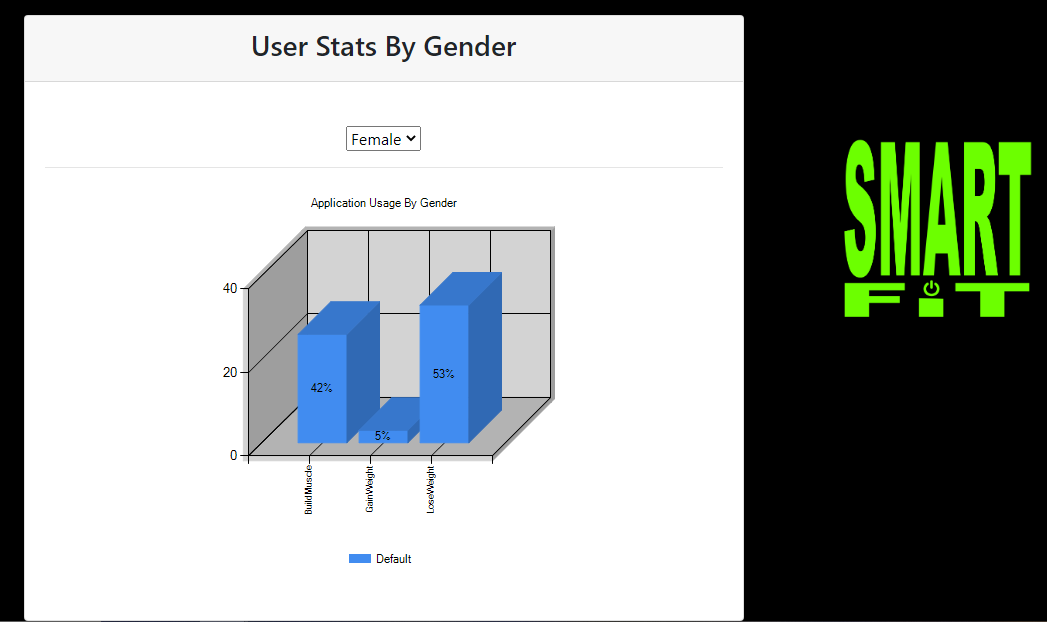 User Stats By Gender
Female
Application Usage By Gender
40
20
0
42%
5%
53%
BuildMuscle
GainWeight
LoseWeight
Default
SMART
FiT